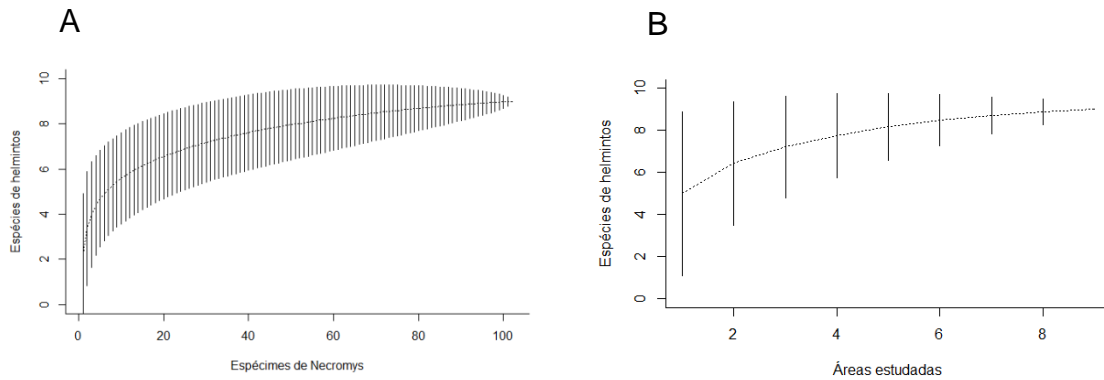 A
Espécies de helmintos
10
8
6
4
2
0
0 20 40 60 80 100
Espécimes de Necromys
B
Espécies de helmintos
10
8
6
4
2
0
2 4 6 8
Áreas estudadas